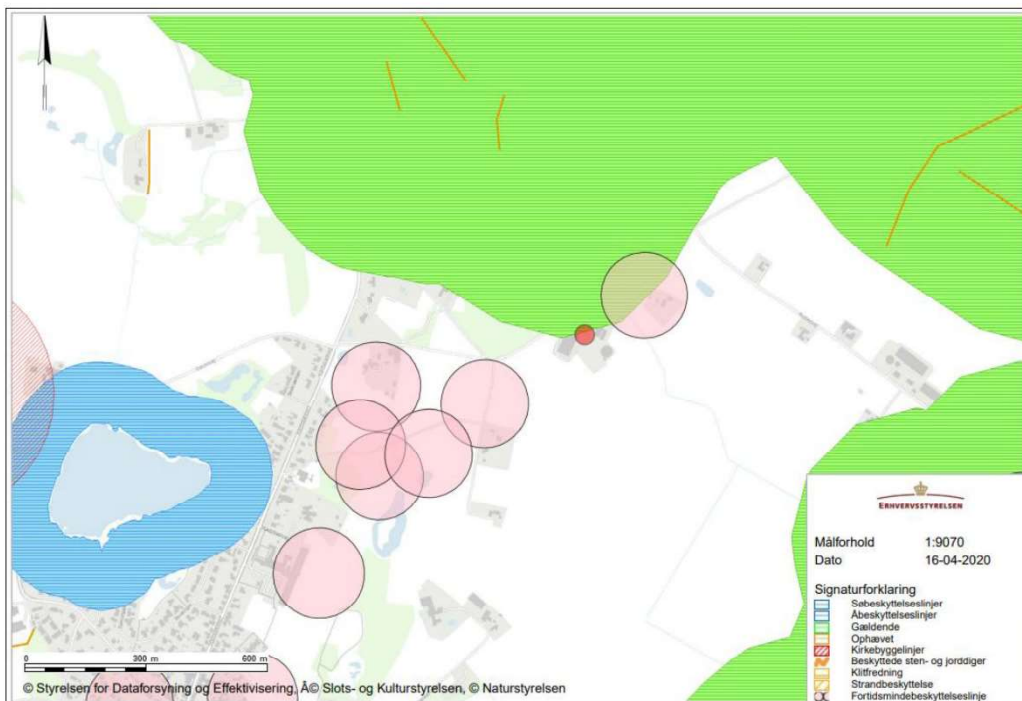 ERHVERVSSTYRELSEN
Målforhold 1:9070
Dato 16-04-2020
Signaturforklaring
Søbeskyttelseslinjer
Åbeskyttelseslinjer
Gældende
Ophævet
Kirkebyggelinjer
Beskyttede sten- og jorddiger
Klitfredning
Strandbeskyttelse
Fortidsmindebeskyttelseslinje
0 300 m 600 m
© Styrelsen for Dataforsyning og Effektivisering, Â© Slots- og Kulturstyrelsen, © Naturstyrelsen